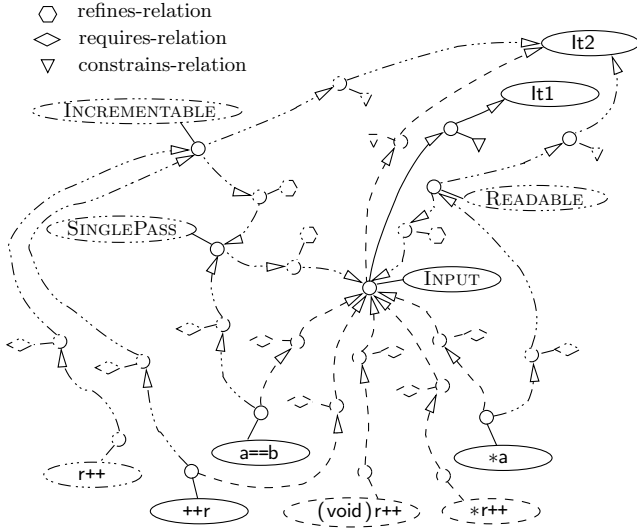 refines-relation
requires-relation
constrains-relation
It2
It1
INCREMENTABLE
READABLE
SINGLEPASS
INPUT
a==b
*a
r++
++r
(void)r++
*r++